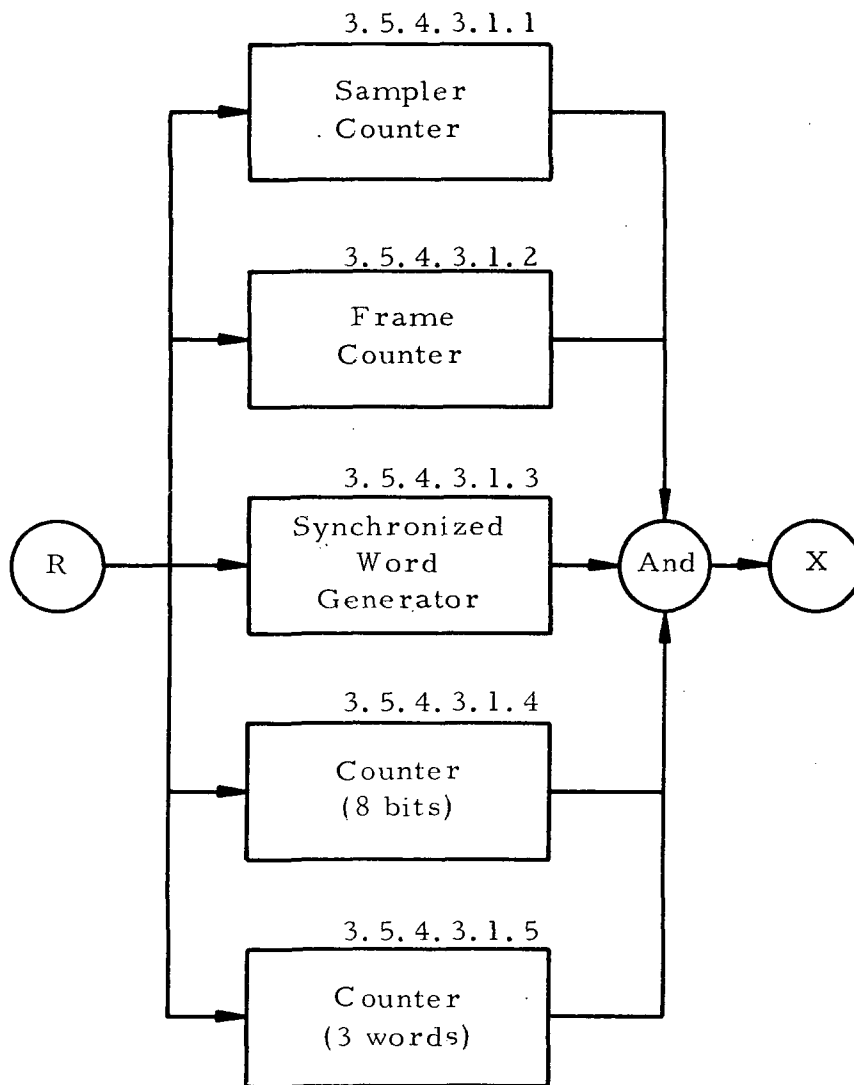 3.5.4.3.1.1
Sampler
Counter
3.5.4.3.1.2
Frame
Counter
3.5.4.3.1.3
Synchronized
Word
Generator
R
And
X
3.5.4.3.1.4
Counter
(8 bits)
3.5.4.3.1.5
Counter
(3 words)